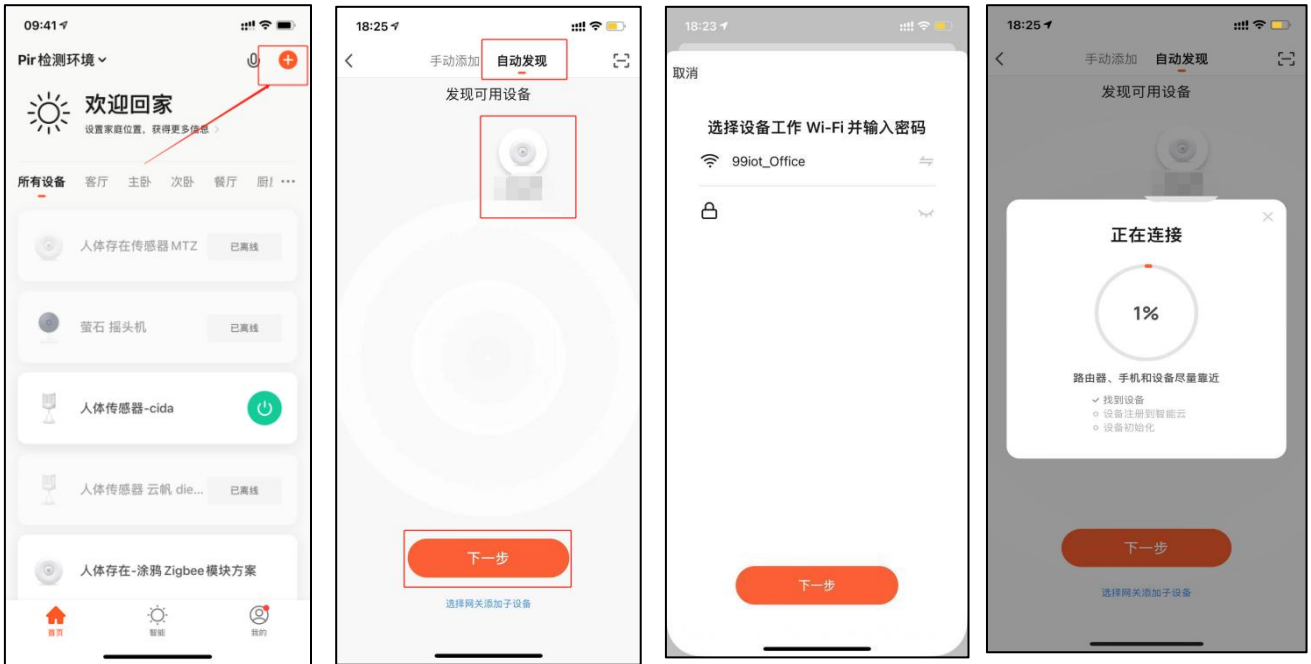 09:41
Pir检测环境
欢迎回家
设置家庭位置，获得更多信息
所有设备 客厅 主卧 次卧 餐厅
人体存在传感器MTZ 已离线
萤石 摇头机 已离线
人体传感器-cida
人体传感器 云帆 die... 已离线
人体存在-涂鸦Zigbee模块方案
首页 智能 我的
18:25
手动添加 自动发现
发现可用设备
下一步
选择网关添加子设备
18:23
取消
选择设备工作 Wi-Fi 并输入密码
99iot_Office
下一步
18:25
手动添加 自动发现
发现可用设备
正在连接
1%
路由器、手机和设备尽量靠近
找到设备
设备注册到智能云
设备初始化
下一步
选择网关添加子设备